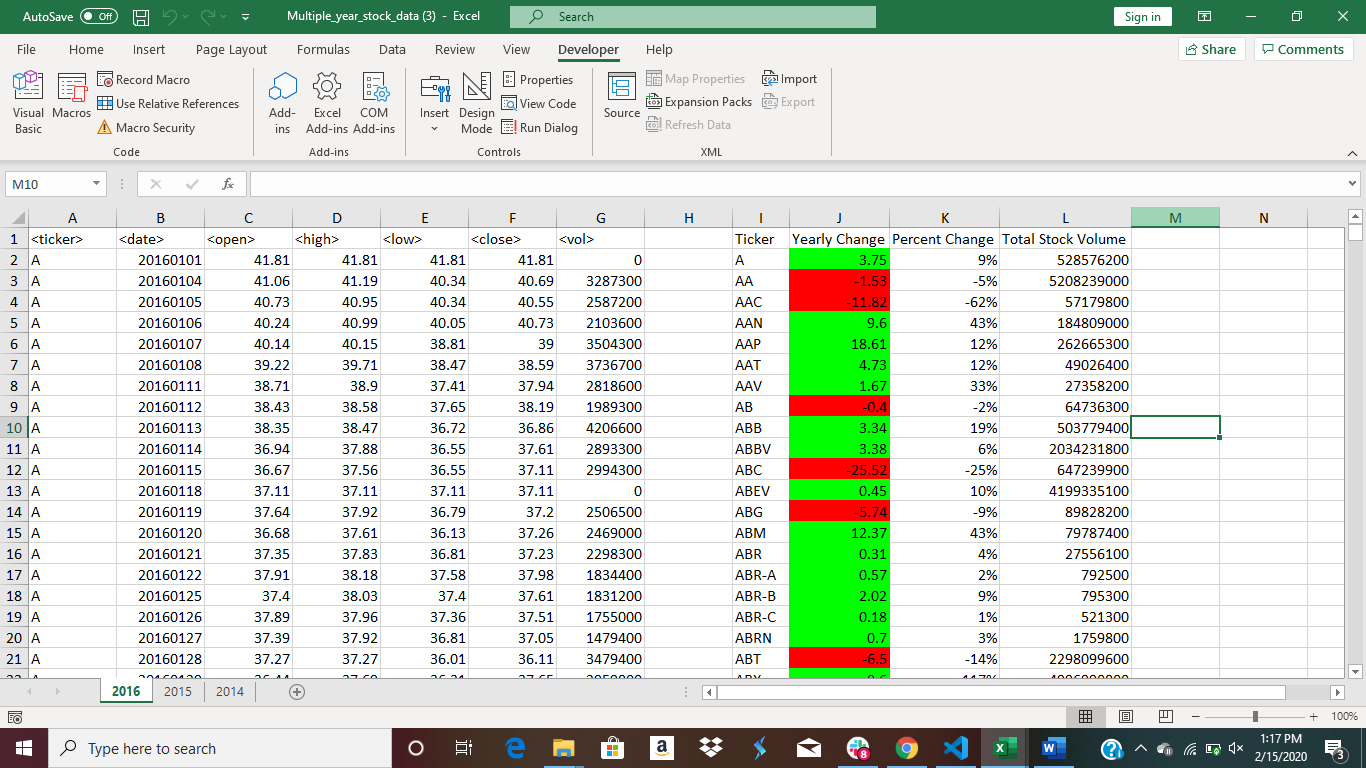 AutoSave Off Multiple_year_stock_data (3) - Excel Search Sign in
File Home Insert Page Layout Formulas Data Review View Developer Help Share Comments
Visual Basic Macros Record Macro Use Relative References Macro Security
Add-ins Excel Add-ins COM Add-ins
Insert Design Mode Properties View Code Run Dialog
Source Map Properties Expansion Packs Refresh Data Import Export
Code Add-ins Controls XML
M10 fx
A B C D E F G H I J K L M N
1 <ticker> <date> <open> <high> <low> <close> <vol> Ticker Yearly Change Percent Change Total Stock Volume
2 A 20160101 41.81 41.81 41.81 41.81 0 A 3.75 9% 528576200
3 A 20160104 41.06 41.19 40.34 40.69 3287300 AA -1.53 -5% 5208239000
4 A 20160105 40.73 40.95 40.34 40.55 2587200 AAC -11.82 -62% 57179800
5 A 20160106 40.24 40.99 40.05 40.73 2103600 AAN 9.6 43% 184809000
6 A 20160107 40.14 40.15 38.81 39 3504300 AAP 18.61 12% 262665300
7 A 20160108 39.22 39.71 38.47 38.59 3736700 AAT 4.73 12% 49026400
8 A 20160111 38.71 38.9 37.41 37.94 2818600 AAV 1.67 33% 27358200
9 A 20160112 38.43 38.58 37.65 38.19 1989300 AB -0.4 -2% 64736300
10 A 20160113 38.35 38.47 36.72 36.86 4206600 ABB 3.34 19% 503779400
11 A 20160114 36.94 37.88 36.55 37.61 2893300 ABBV 3.38 6% 2034231800
12 A 20160115 36.67 37.56 36.55 37.11 2994300 ABC -25.52 -25% 647239900
13 A 20160118 37.11 37.11 37.11 37.11 0 ABEV 0.45 10% 4199335100
14 A 20160119 37.64 37.92 36.79 37.2 2506500 ABG -5.74 -9% 89828200
15 A 20160120 36.68 37.61 36.13 37.26 2469000 ABM 12.37 43% 79787400
16 A 20160121 37.35 37.83 36.81 37.23 2298300 ABR 0.31 4% 27556100
17 A 20160122 37.91 38.18 37.58 37.98 1834400 ABR-A 0.57 2% 792500
18 A 20160125 37.4 38.03 37.4 37.61 1831200 ABR-B 2.02 9% 795300
19 A 20160126 37.89 37.96 37.36 37.51 1755000 ABR-C 0.18 1% 521300
20 A 20160127 37.39 37.92 36.81 37.05 1479400 ABRN 0.7 3% 1759800
21 A 20160128 37.27 37.27 36.01 36.11 3479400 ABT -6.5 -14% 2298099600
2016 2015 2014
100%
Type here to search 8 1:17 PM
2/15/2020 3